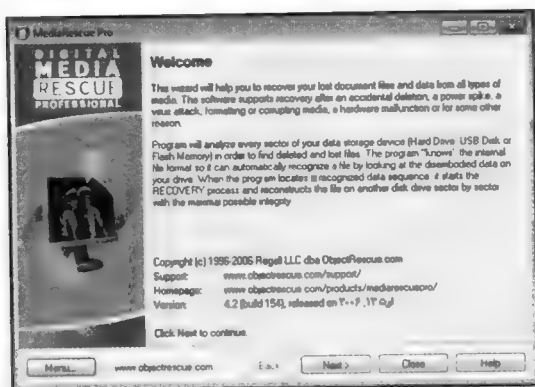 MediaRescue Pro
DIGITAL
MEDIA
RESCUE
PROFESSIONAL
Welcome
This wizard will help you to recover your lost document files and data from all types of
media. The software supports recovery after an accidental deletion, a power spike, a
virus attack, formatting or corrupting media, a hardware malfunction or for some other
reason.
Program will analyze every sector of your data storage device (Hard Drive, USB Disk or
Flash Memory) in order to find deleted and lost files. The program "knows" the internal
file format so it can automatically recognize a file by looking at the disembodied data on
your drive. When the program locates a recognized data sequence it starts the
RECOVERY process and reconstructs the file on another disk drive sector by sector
with the maximal possible integrity.
Copyright (c) 1996-2006 Regall LLC dba ObjectRescue.com
Support: www.objectrescue.com/support/
Homepage: www.objectrescue.com/products/mediarescuepro/
Version: 4.2 (build 154), released on ٢٠٠۶ ,١٣
Click Next to continue.
Menu... www.objectrescue.com Back Next > Close Help